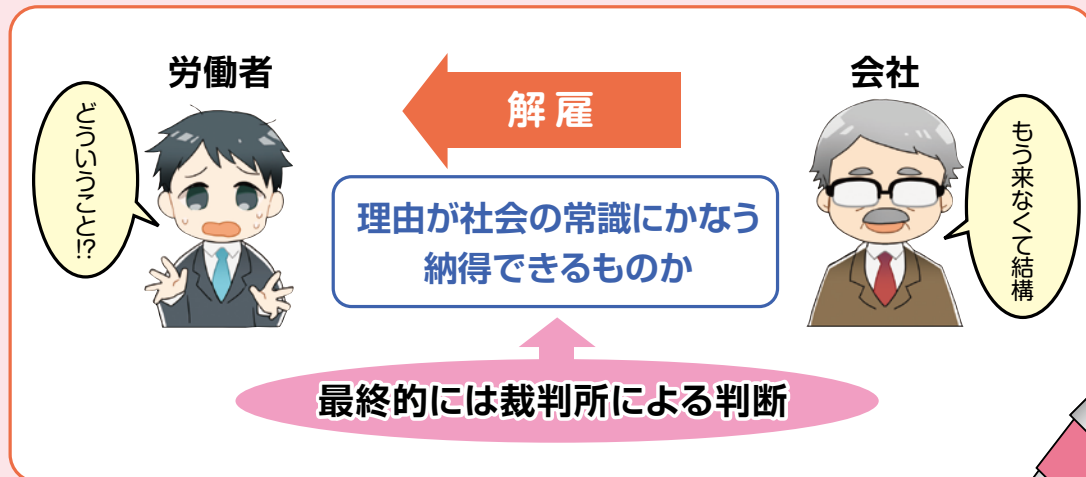 労働者
解雇
会社
どういうこと!?
もう来なくて結構
理由が社会の常識にかなう
納得できるものか
最終的には裁判所による判断